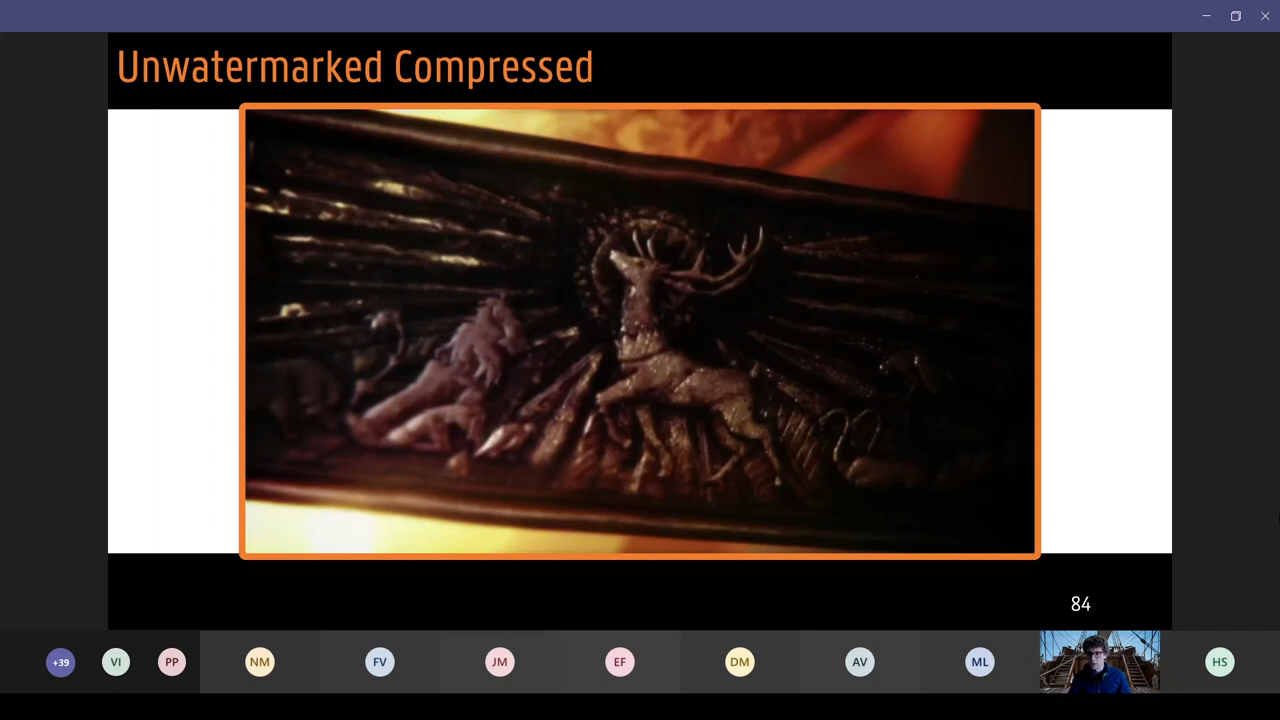 Unwatermarked Compressed
84
+39
VI
PP
NM
FV
JM
EF
DM
AV
ML
HS